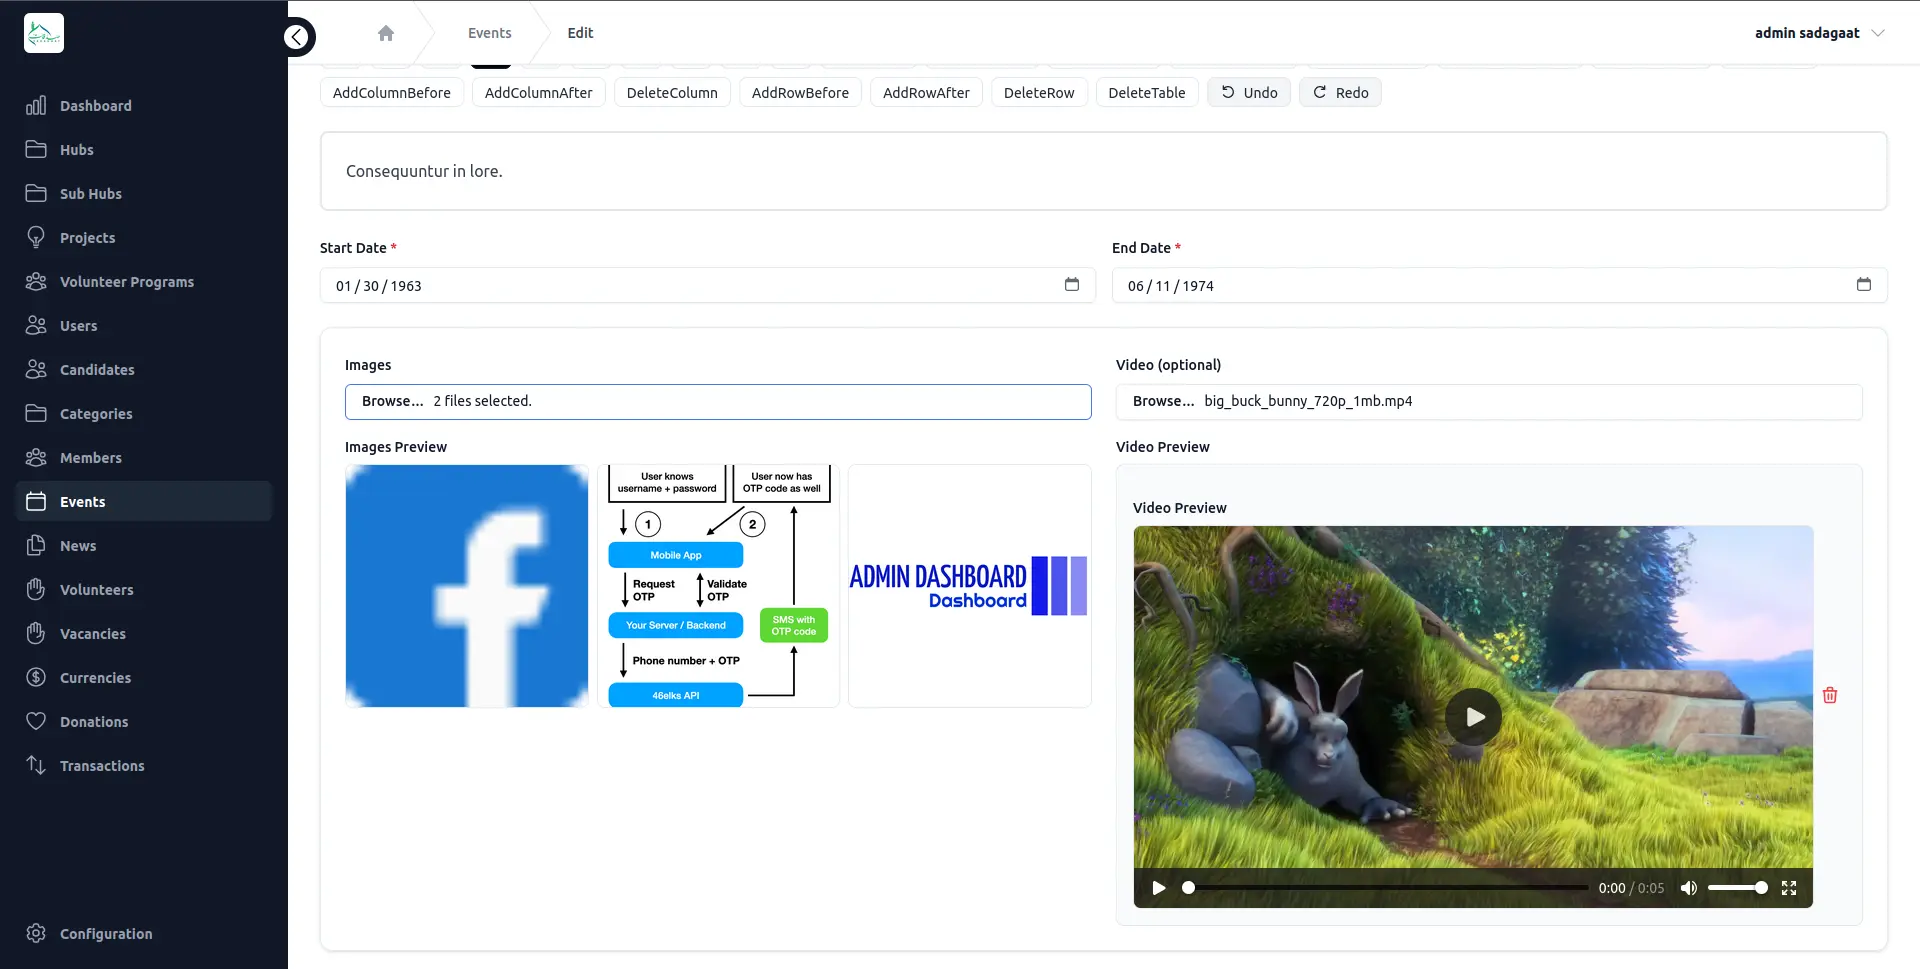 Events
Edit
admin sadagaat
Dashboard
Hubs
Sub Hubs
Projects
Volunteer Programs
Users
Candidates
Categories
Members
Events
News
Volunteers
Vacancies
Currencies
Donations
Transactions
Configuration
AddColumnBefore AddColumnAfter DeleteColumn AddRowBefore AddRowAfter DeleteRow DeleteTable Undo Redo
Consequuntur in lore.
Start Date *
01 / 30 / 1963
End Date *
06 / 11 / 1974
Images
Browse... 2 files selected.
Images Preview
User knows
username + password
User now has
OTP code as well
1
2
Mobile App
Request
OTP
Validate
OTP
Your Server / Backend
SMS with
OTP code
Phone number + OTP
46elks API
ADMIN DASHBOARD
Dashboard
Video (optional)
Browse... big_buck_bunny_720p_1mb.mp4
Video Preview
Video Preview
0:00 / 0:05